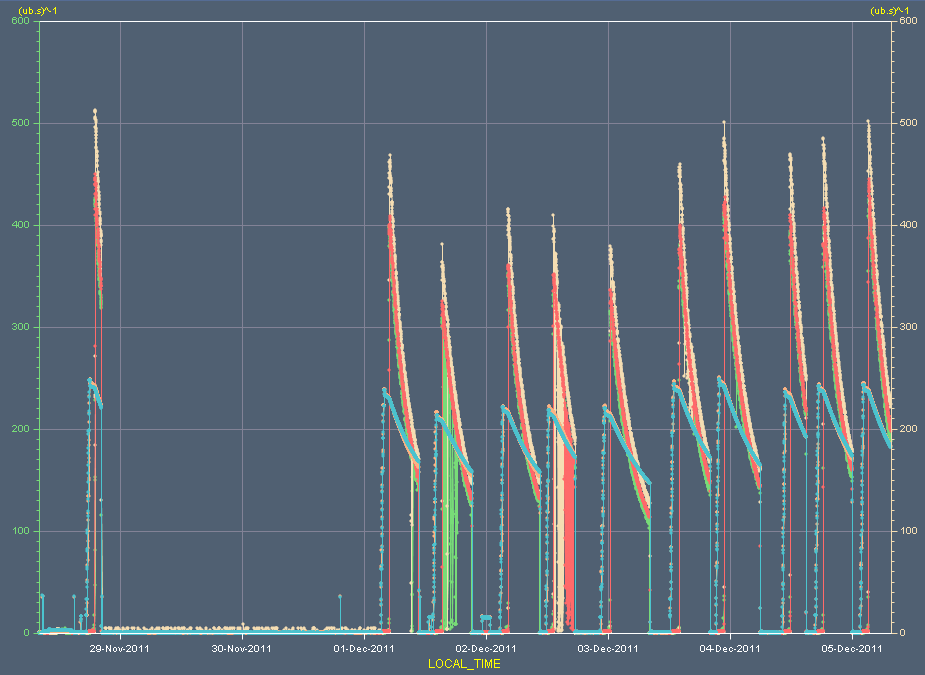 (ub.s)^-1 (ub.s)^-1
600 600
500 500
400 400
300 300
200 200
100 100
0 0
29-Nov-2011 30-Nov-2011 01-Dec-2011 02-Dec-2011 03-Dec-2011 04-Dec-2011 05-Dec-2011
LOCAL_TIME